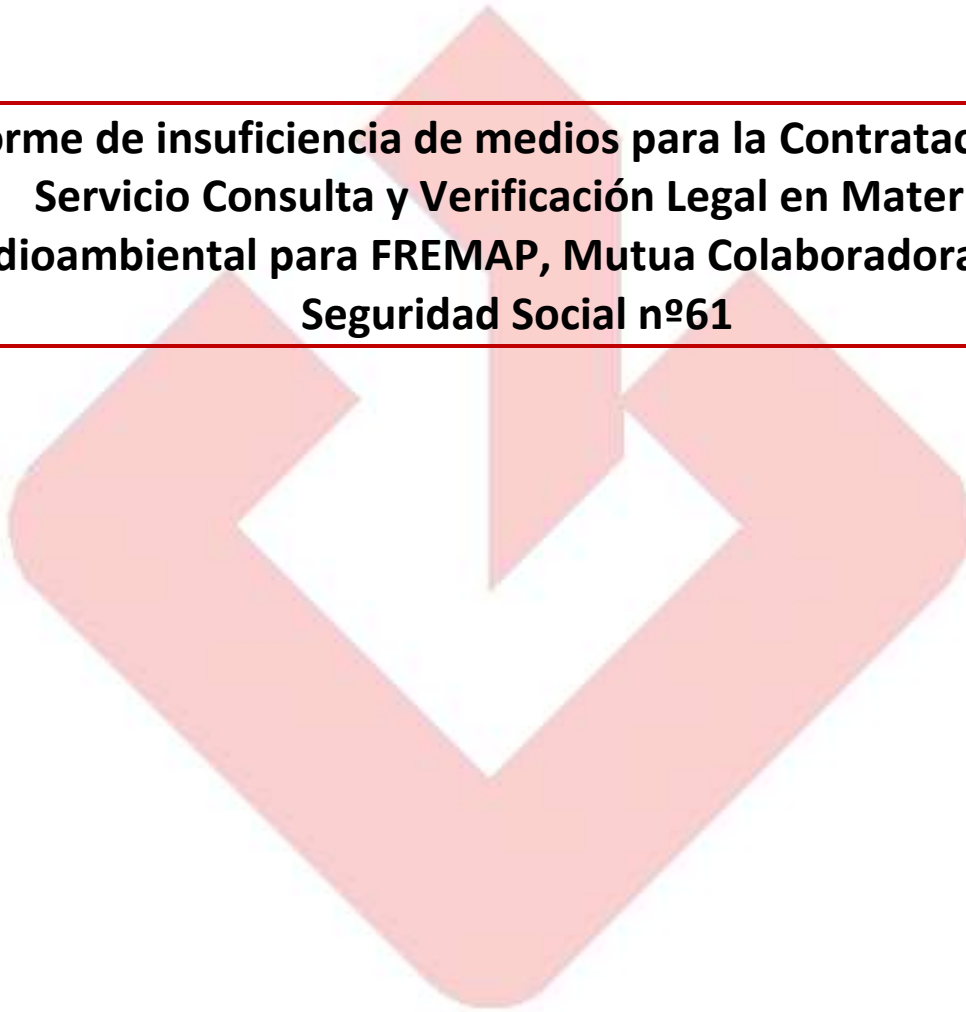 orme de insuficiencia de medios para la Contratac
Servicio Consulta y Verificación Legal en Mater
dioambiental para FREMAP, Mutua Colaboradora
Seguridad Social nº61